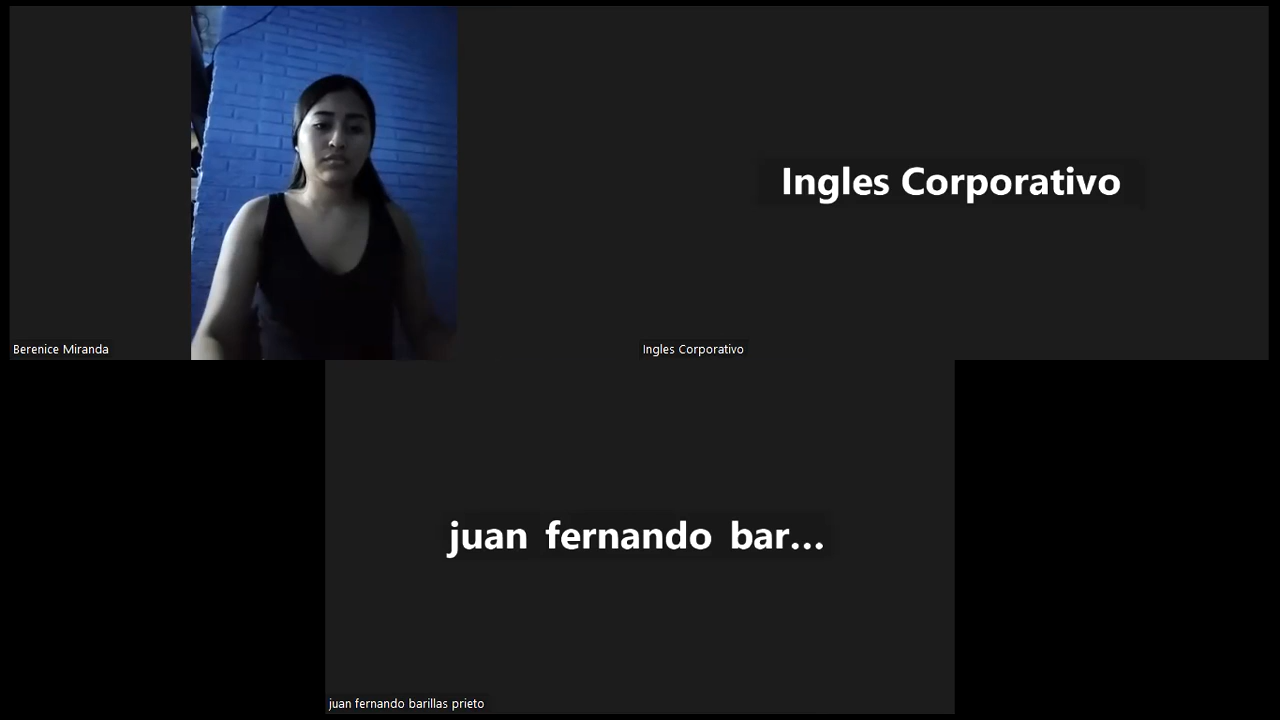 Ingles Corporativo
Berenice Miranda
Ingles Corporativo
juan fernando bar...
juan fernando barillas prieto